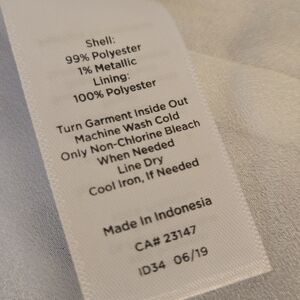 Shell:
99% Polyester
1% Metallic
Lining:
100% Polyester
Turn Garment Inside Out
Machine Wash Cold
Only Non-Chlorine Bleach
When Needed
Line Dry
Cool Iron, If Needed
Made In Indonesia
CA# 23147
ID34 06/19